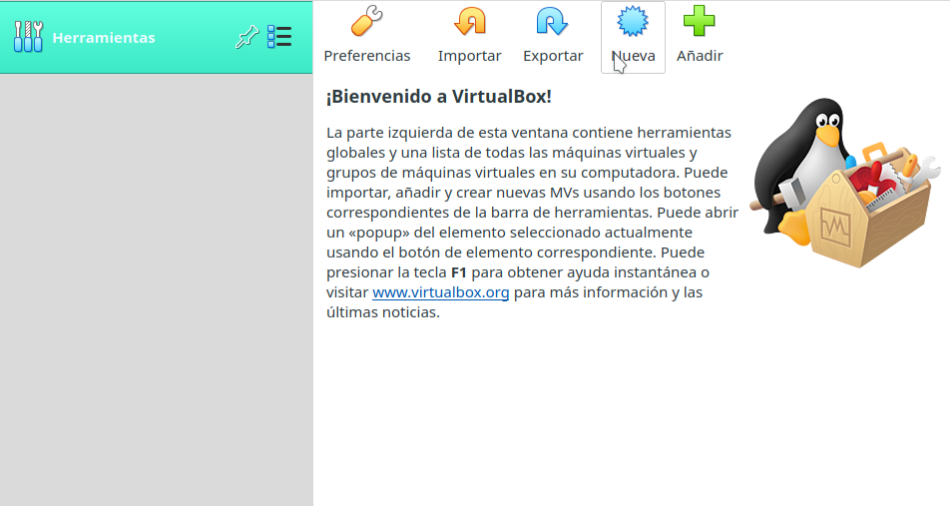 Herramientas
Preferencias
Importar
Exportar
Nueva
Añadir
¡Bienvenido a VirtualBox!
La parte izquierda de esta ventana contiene herramientas
globales y una lista de todas las máquinas virtuales y
grupos de máquinas virtuales en su computadora. Puede
importar, añadir y crear nuevas MVs usando los botones
correspondientes de la barra de herramientas. Puede abrir
un «popup» del elemento seleccionado actualmente
usando el botón de elemento correspondiente. Puede
presionar la tecla F1 para obtener ayuda instantánea o
visitar www.virtualbox.org para más información y las
últimas noticias.